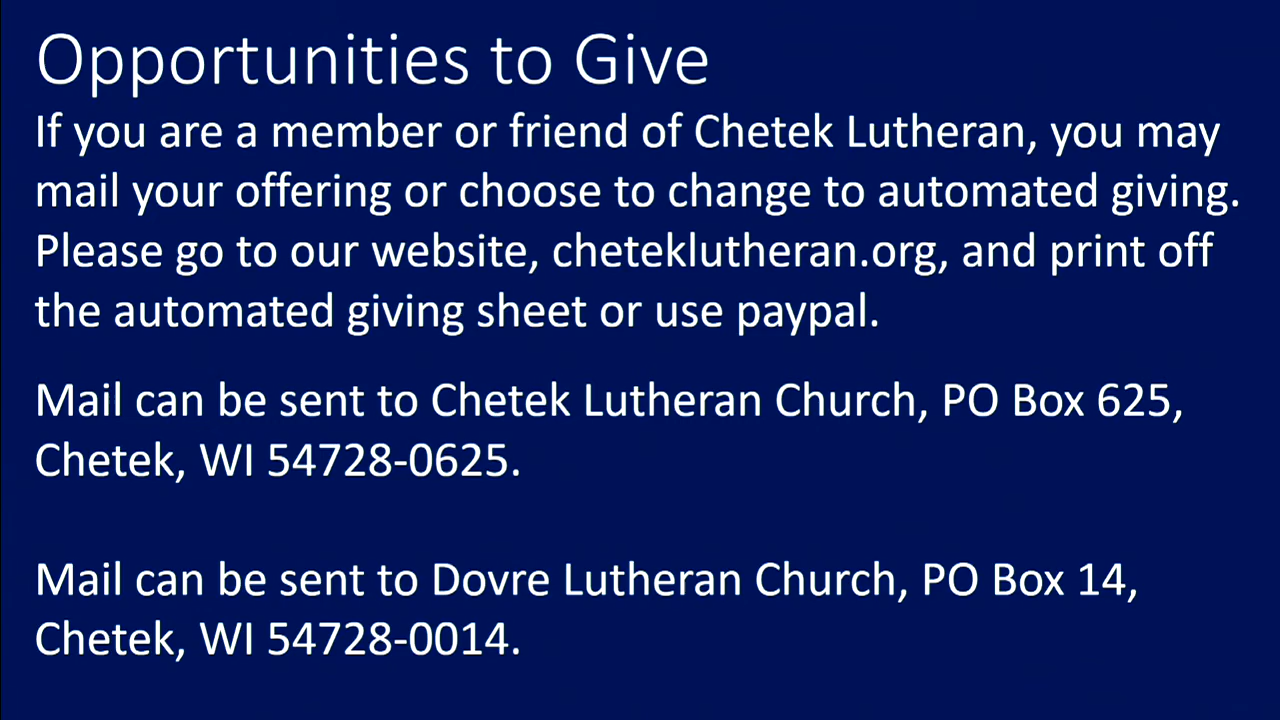 Opportunities to Give
If you are a member or friend of Chetek Lutheran, you may
mail your offering or choose to change to automated giving.
Please go to our website, cheteklutheran.org, and print off
the automated giving sheet or use paypal.
Mail can be sent to Chetek Lutheran Church, PO Box 625,
Chetek, WI 54728-0625.
Mail can be sent to Dovre Lutheran Church, PO Box 14,
Chetek, WI 54728-0014.